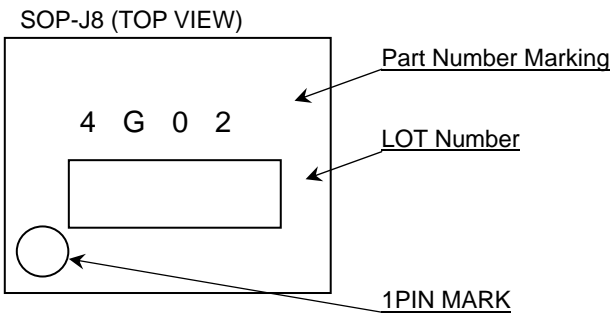 SOP-J8 (TOP VIEW)
Part Number Marking
4 G 0 2
LOT Number
1PIN MARK